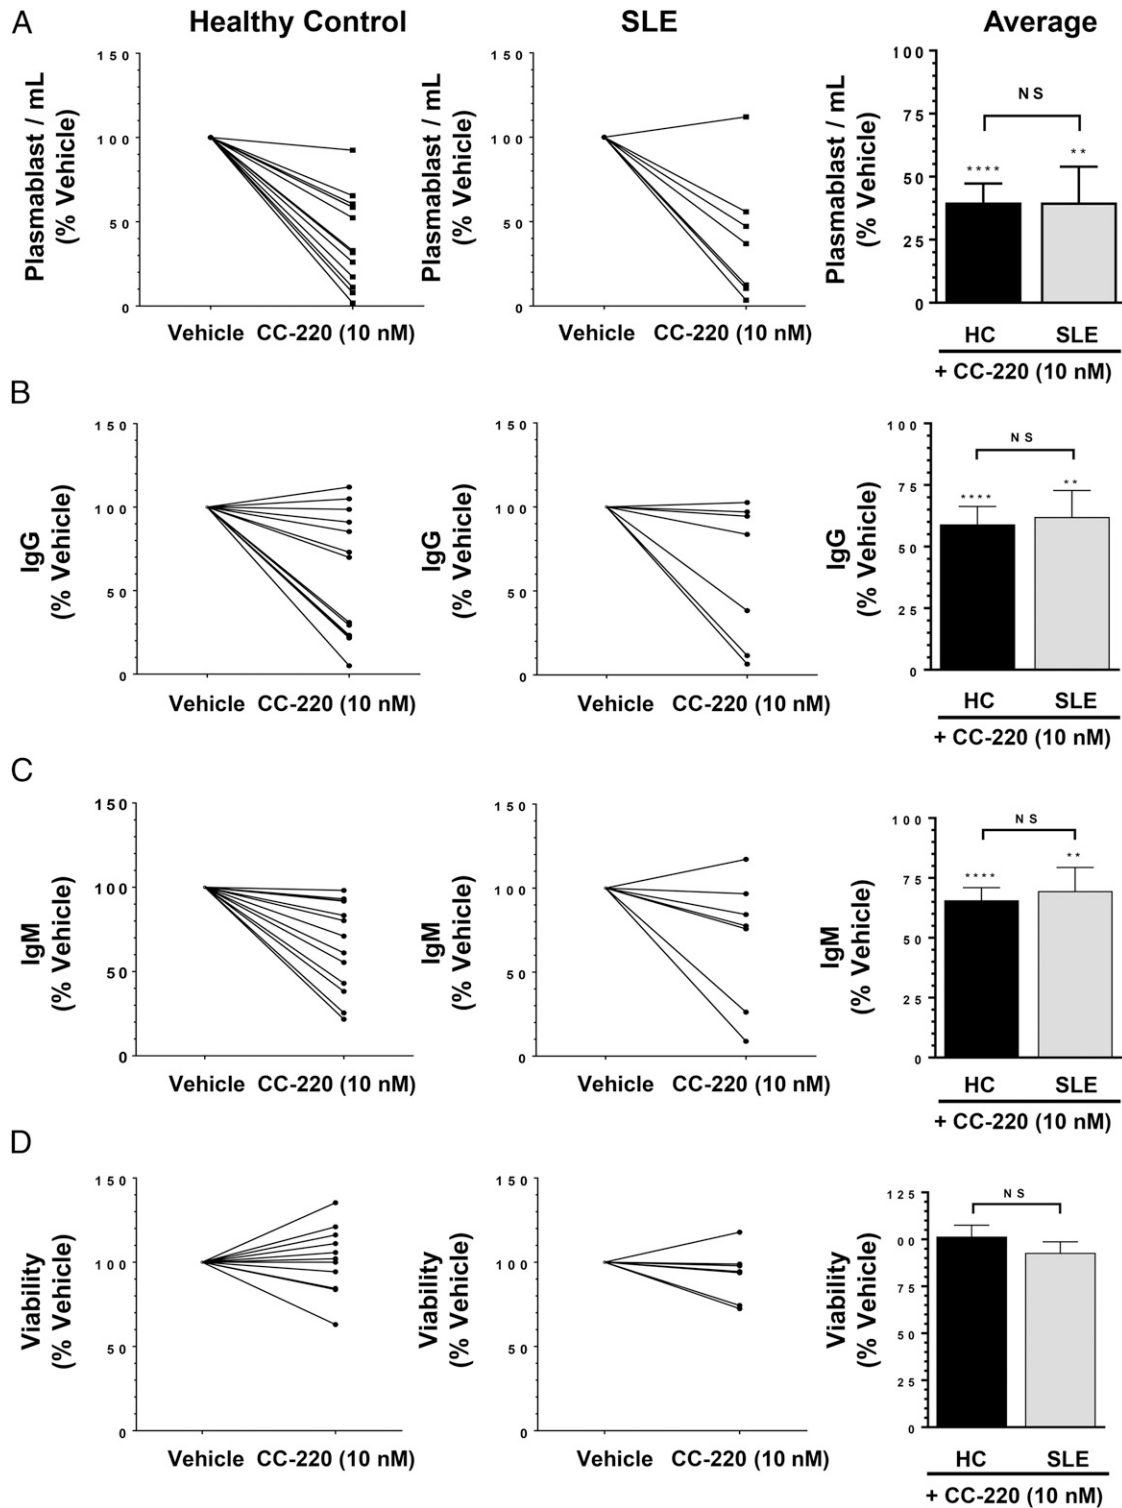 A
Healthy Control
SLE
Average
Plasmablast / mL
(% Vehicle)
150
100
50
0
Vehicle CC-220 (10 nM)
Plasmablast / mL
(% Vehicle)
150
100
50
0
Vehicle CC-220 (10 nM)
Plasmablast / mL
(% Vehicle)
100
75
50
25
0
NS
****
**
HC SLE
+ CC-220 (10 nM)
B
IgG
(% Vehicle)
150
100
50
0
Vehicle CC-220 (10 nM)
IgG
(% Vehicle)
150
100
50
0
Vehicle CC-220 (10 nM)
IgG
(% Vehicle)
100
75
50
25
0
NS
****
**
HC SLE
+ CC-220 (10 nM)
C
IgM
(% Vehicle)
150
100
50
0
Vehicle CC-220 (10 nM)
IgM
(% Vehicle)
150
100
50
0
Vehicle CC-220 (10 nM)
IgM
(% Vehicle)
100
75
50
25
0
NS
****
**
HC SLE
+ CC-220 (10 nM)
D
Viability
(% Vehicle)
150
100
50
0
Vehicle CC-220 (10 nM)
Viability
(% Vehicle)
150
100
50
0
Vehicle CC-220 (10 nM)
Viability
(% Vehicle)
125
00
75
50
25
0
NS
HC SLE
+ CC-220 (10 nM)